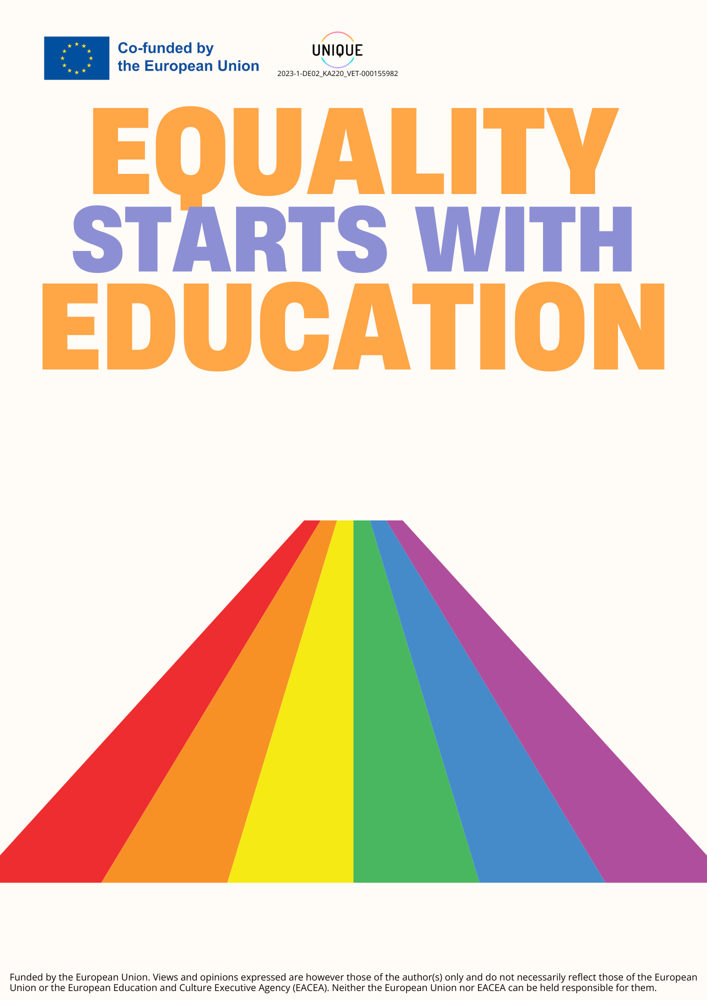 Co-funded by
the European Union
UNIQUE
2023-1-DE02_KA220_VET-000155982
EQUALITY
STARTS WITH
EDUCATION
Funded by the European Union. Views and opinions expressed are however those of the author(s) only and do not necessarily reflect those of the European
Union or the European Education and Culture Executive Agency (EACEA). Neither the European Union nor EACEA can be held responsible for them.